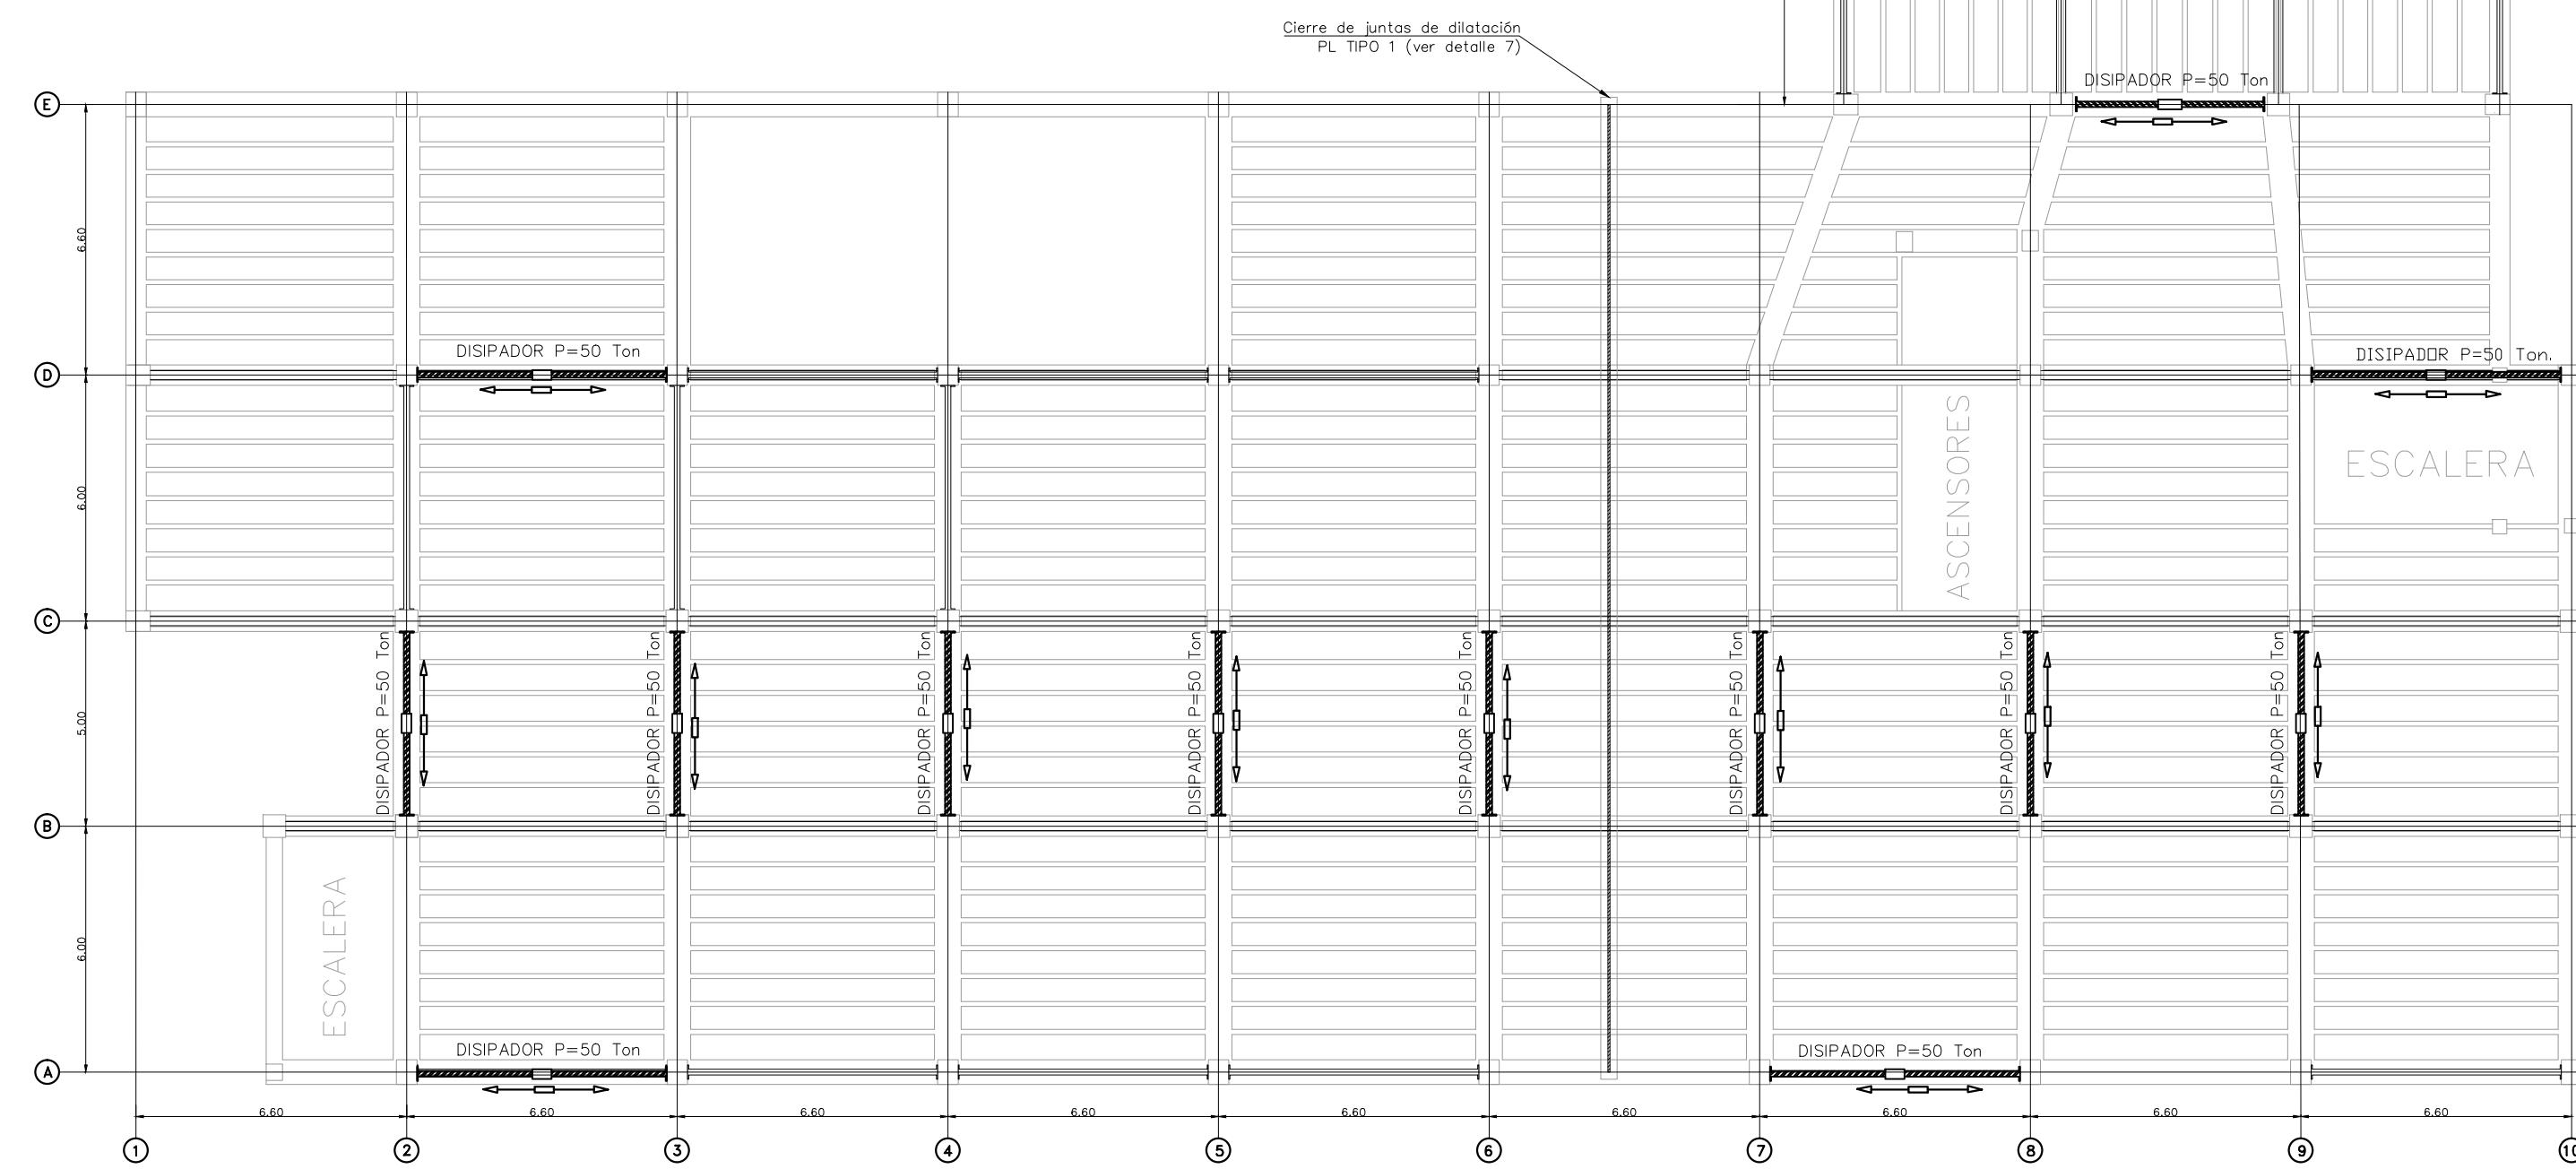 Cierre de juntas de dilatación
PL TIPO 1 (ver detalle 7)
DISIPADOR P=50 Ton
E
6.60
DISIPADOR P=50 Ton
DISIPADOR P=50 Ton.
D
6.00
ASCENSORES
ESCALERA
C
5.00
DISIPADOR P=50 Ton
DISIPADOR P=50 Ton
DISIPADOR P=50 Ton
DISIPADOR P=50 Ton
DISIPADOR P=50 Ton
DISIPADOR P=50 Ton
DISIPADOR P=50 Ton
DISIPADOR P=50 Ton
B
6.00
ESCALERA
DISIPADOR P=50 Ton
DISIPADOR P=50 Ton
A
6.60
6.60
6.60
6.60
6.60
6.60
6.60
6.60
6.60
1
2
3
4
5
6
7
8
9
10